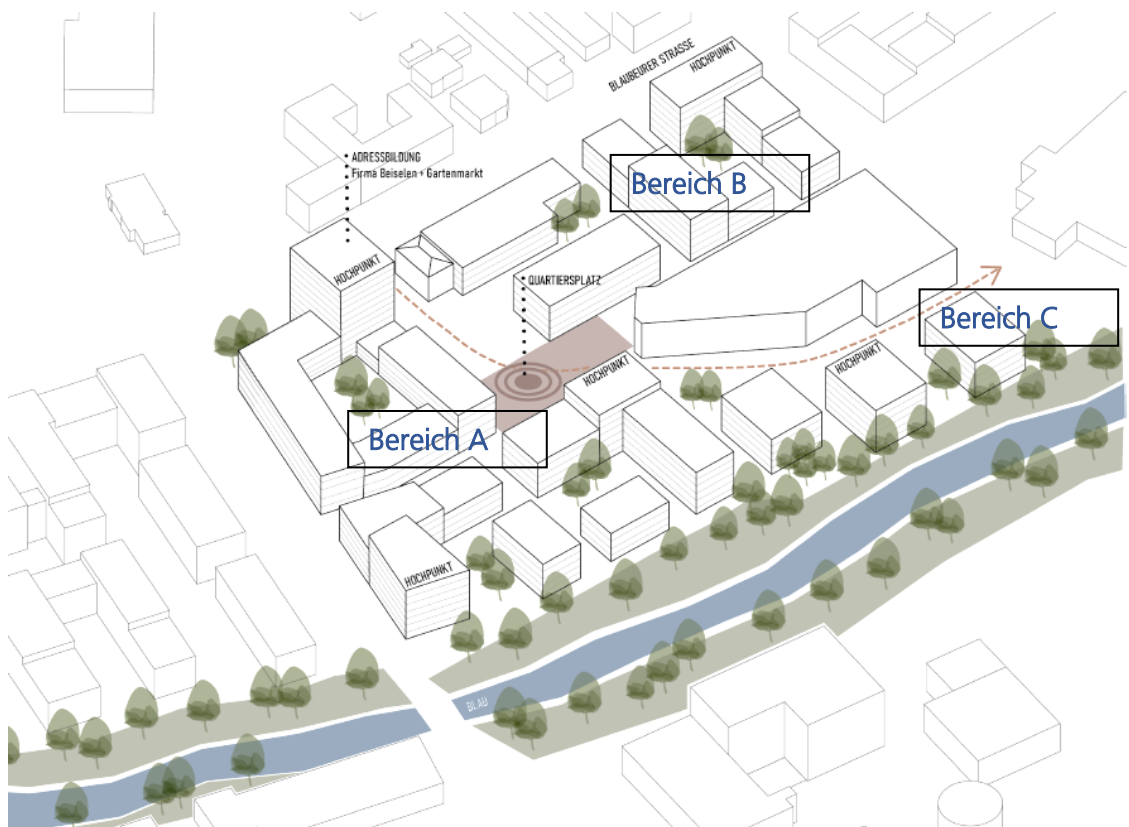 BLAUBEURER STRASSE
HOCHPUNKT
ADRESSBILDUNG
Firma Beiselen + Gartenmarkt
Bereich B
HOCHPUNKT
QUARTIERSPLATZ
Bereich C
HOCHPUNKT
HOCHPUNKT
Bereich A
HOCHPUNKT
BLAU